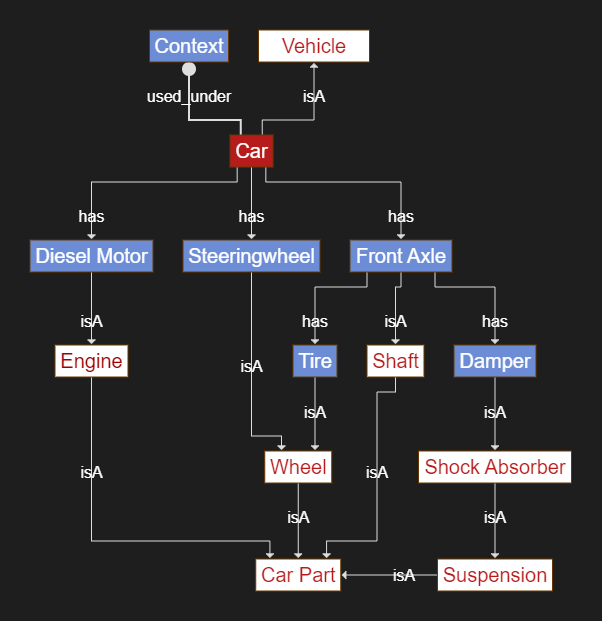 Context
Vehicle
used_under
isA
Car
has
has
has
Diesel Motor
Steeringwheel
Front Axle
isA
has
isA
has
Engine
isA
Tire
Shaft
Damper
isA
isA
Wheel
Shock Absorber
isA
isA
isA
isA
Car Part
isA
Suspension